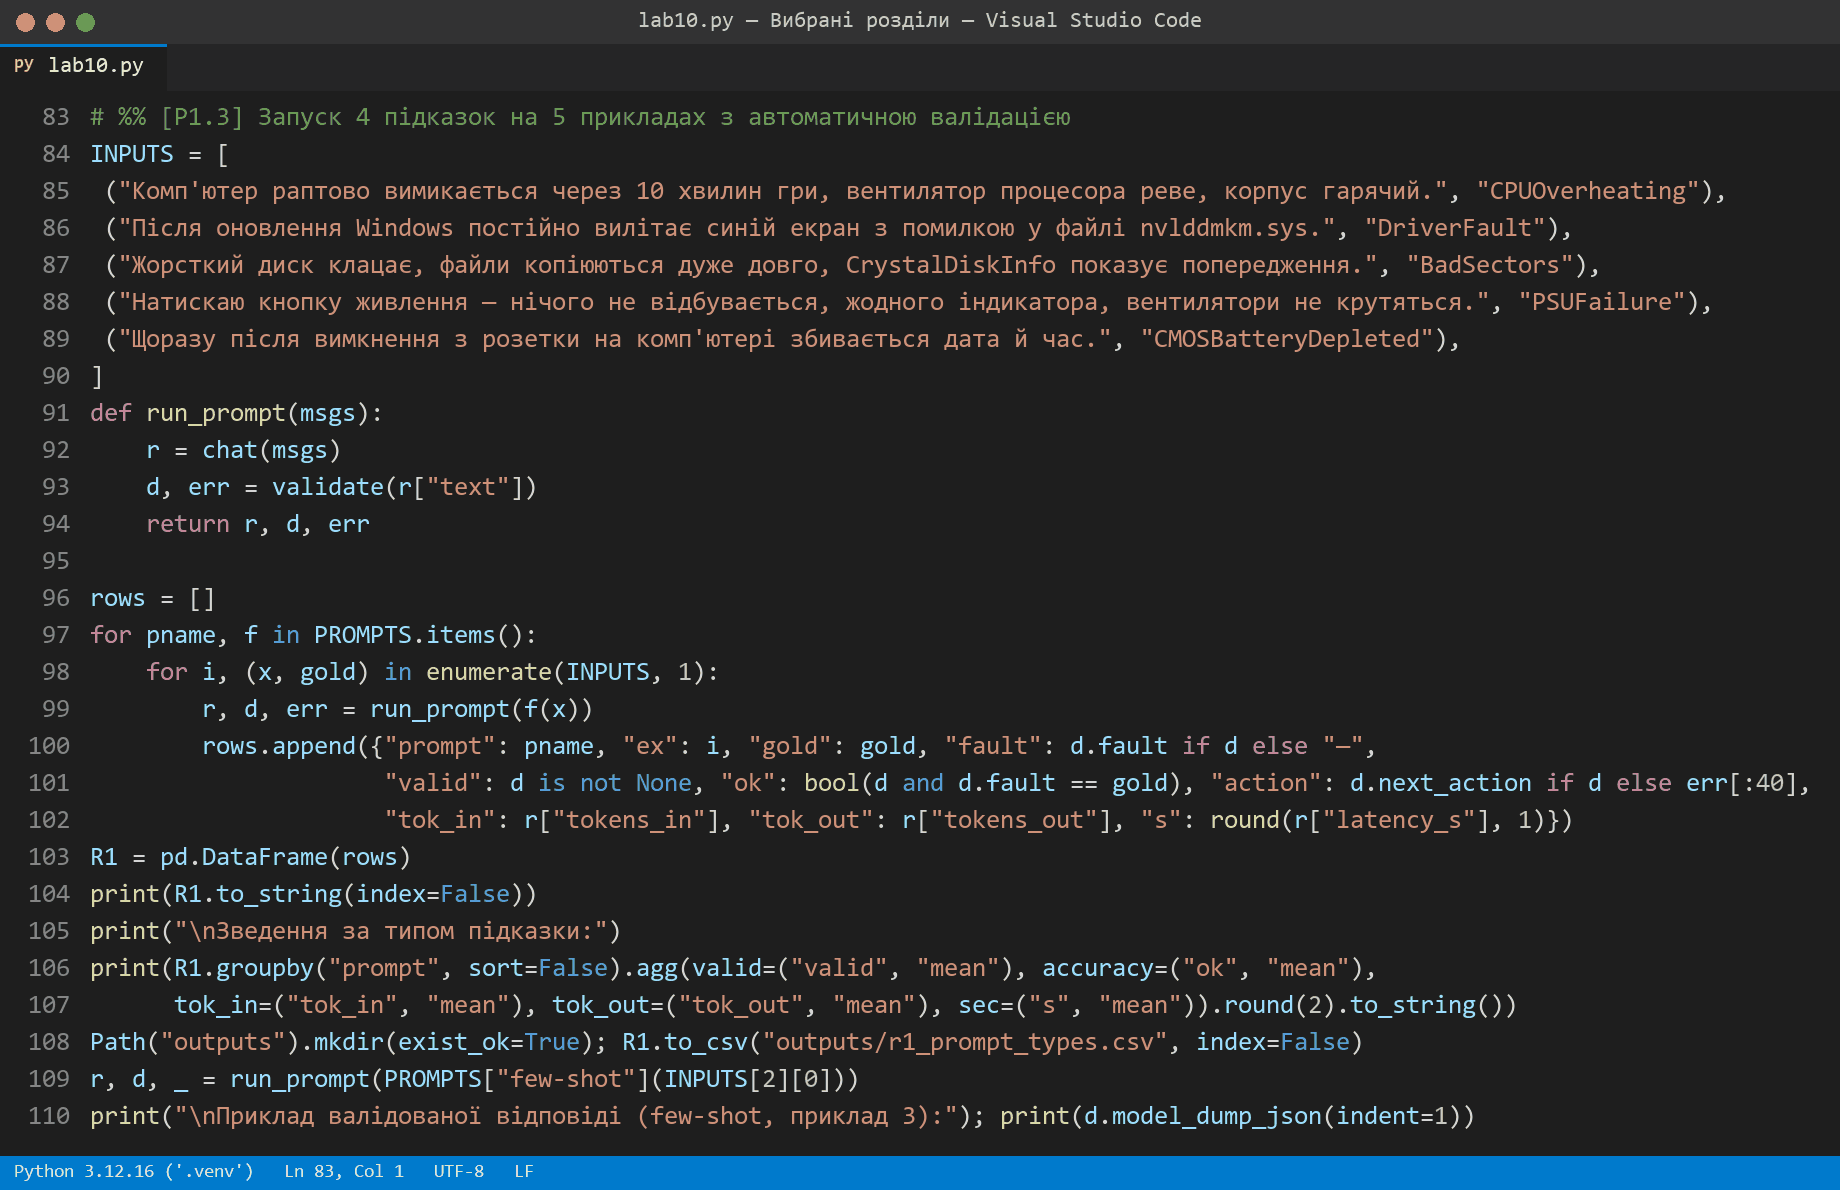 lab10.py — Вибрані розділи — Visual Studio Code
py lab10.py
83 # %% [P1.3] Запуск 4 підказок на 5 прикладах з автоматичною валідацією
84 INPUTS = [
85  ("Комп'ютер раптово вимикається через 10 хвилин гри, вентилятор процесора реве, корпус гарячий.", "CPUOverheating"),
86  ("Після оновлення Windows постійно вилітає синій екран з помилкою у файлі nvlddmkm.sys.", "DriverFault"),
87  ("Жорсткий диск клацає, файли копіюються дуже довго, CrystalDiskInfo показує попередження.", "BadSectors"),
88  ("Натискаю кнопку живлення — нічого не відбувається, жодного індикатора, вентилятори не крутяться.", "PSUFailure"),
89  ("Щоразу після вимкнення з розетки на комп'ютері збивається дата й час.", "CMOSBatteryDepleted"),
90 ]
91 def run_prompt(msgs):
92     r = chat(msgs)
93     d, err = validate(r["text"])
94     return r, d, err
95
96 rows = []
97 for pname, f in PROMPTS.items():
98     for i, (x, gold) in enumerate(INPUTS, 1):
99         r, d, err = run_prompt(f(x))
100         rows.append({"prompt": pname, "ex": i, "gold": gold, "fault": d.fault if d else "—",
101                      "valid": d is not None, "ok": bool(d and d.fault == gold), "action": d.next_action if d else err[:40],
102                      "tok_in": r["tokens_in"], "tok_out": r["tokens_out"], "s": round(r["latency_s"], 1)})
103 R1 = pd.DataFrame(rows)
104 print(R1.to_string(index=False))
105 print("\nЗведення за типом підказки:")
106 print(R1.groupby("prompt", sort=False).agg(valid=("valid", "mean"), accuracy=("ok", "mean"),
107       tok_in=("tok_in", "mean"), tok_out=("tok_out", "mean"), sec=("s", "mean")).round(2).to_string())
108 Path("outputs").mkdir(exist_ok=True); R1.to_csv("outputs/r1_prompt_types.csv", index=False)
109 r, d, _ = run_prompt(PROMPTS["few-shot"](INPUTS[2][0]))
110 print("\nПриклад валідованої відповіді (few-shot, приклад 3):"); print(d.model_dump_json(indent=1))
Python 3.12.16 ('.venv') Ln 83, Col 1 UTF-8 LF